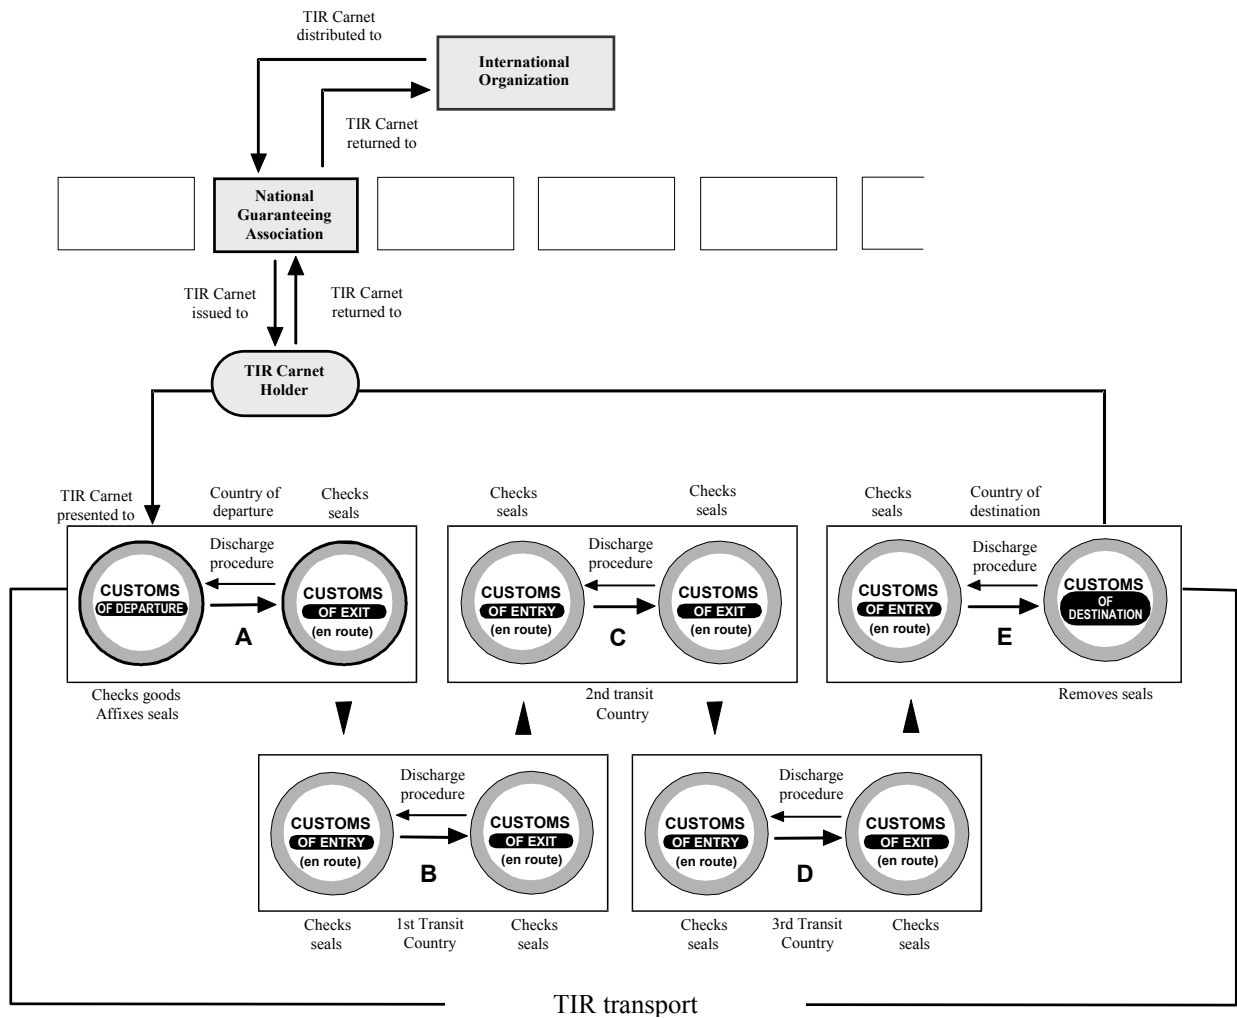 TIR Carnet
distributed to
International
Organization
TIR Carnet
returned to
National
Guaranteeing
Association
TIR Carnet
issued to
TIR Carnet
returned to
TIR Carnet
Holder
TIR Carnet
presented to
Country of
departure
Checks
seals
Checks
seals
Checks
seals
Checks
seals
Country of
destination
CUSTOMS
OF DEPARTURE
Discharge
procedure
A
CUSTOMS
OF EXIT
(en route)
CUSTOMS
OF ENTRY
(en route)
Discharge
procedure
C
CUSTOMS
OF EXIT
(en route)
CUSTOMS
OF ENTRY
(en route)
Discharge
procedure
E
CUSTOMS
OF
DESTINATION
Checks goods
Affixes seals
2nd transit
Country
Removes seals
CUSTOMS
OF ENTRY
(en route)
Discharge
procedure
B
CUSTOMS
OF EXIT
(en route)
CUSTOMS
OF ENTRY
(en route)
Discharge
procedure
D
CUSTOMS
OF EXIT
(en route)
Checks
seals
1st Transit
Country
Checks
seals
Checks
seals
3rd Transit
Country
Checks
seals
TIR transport